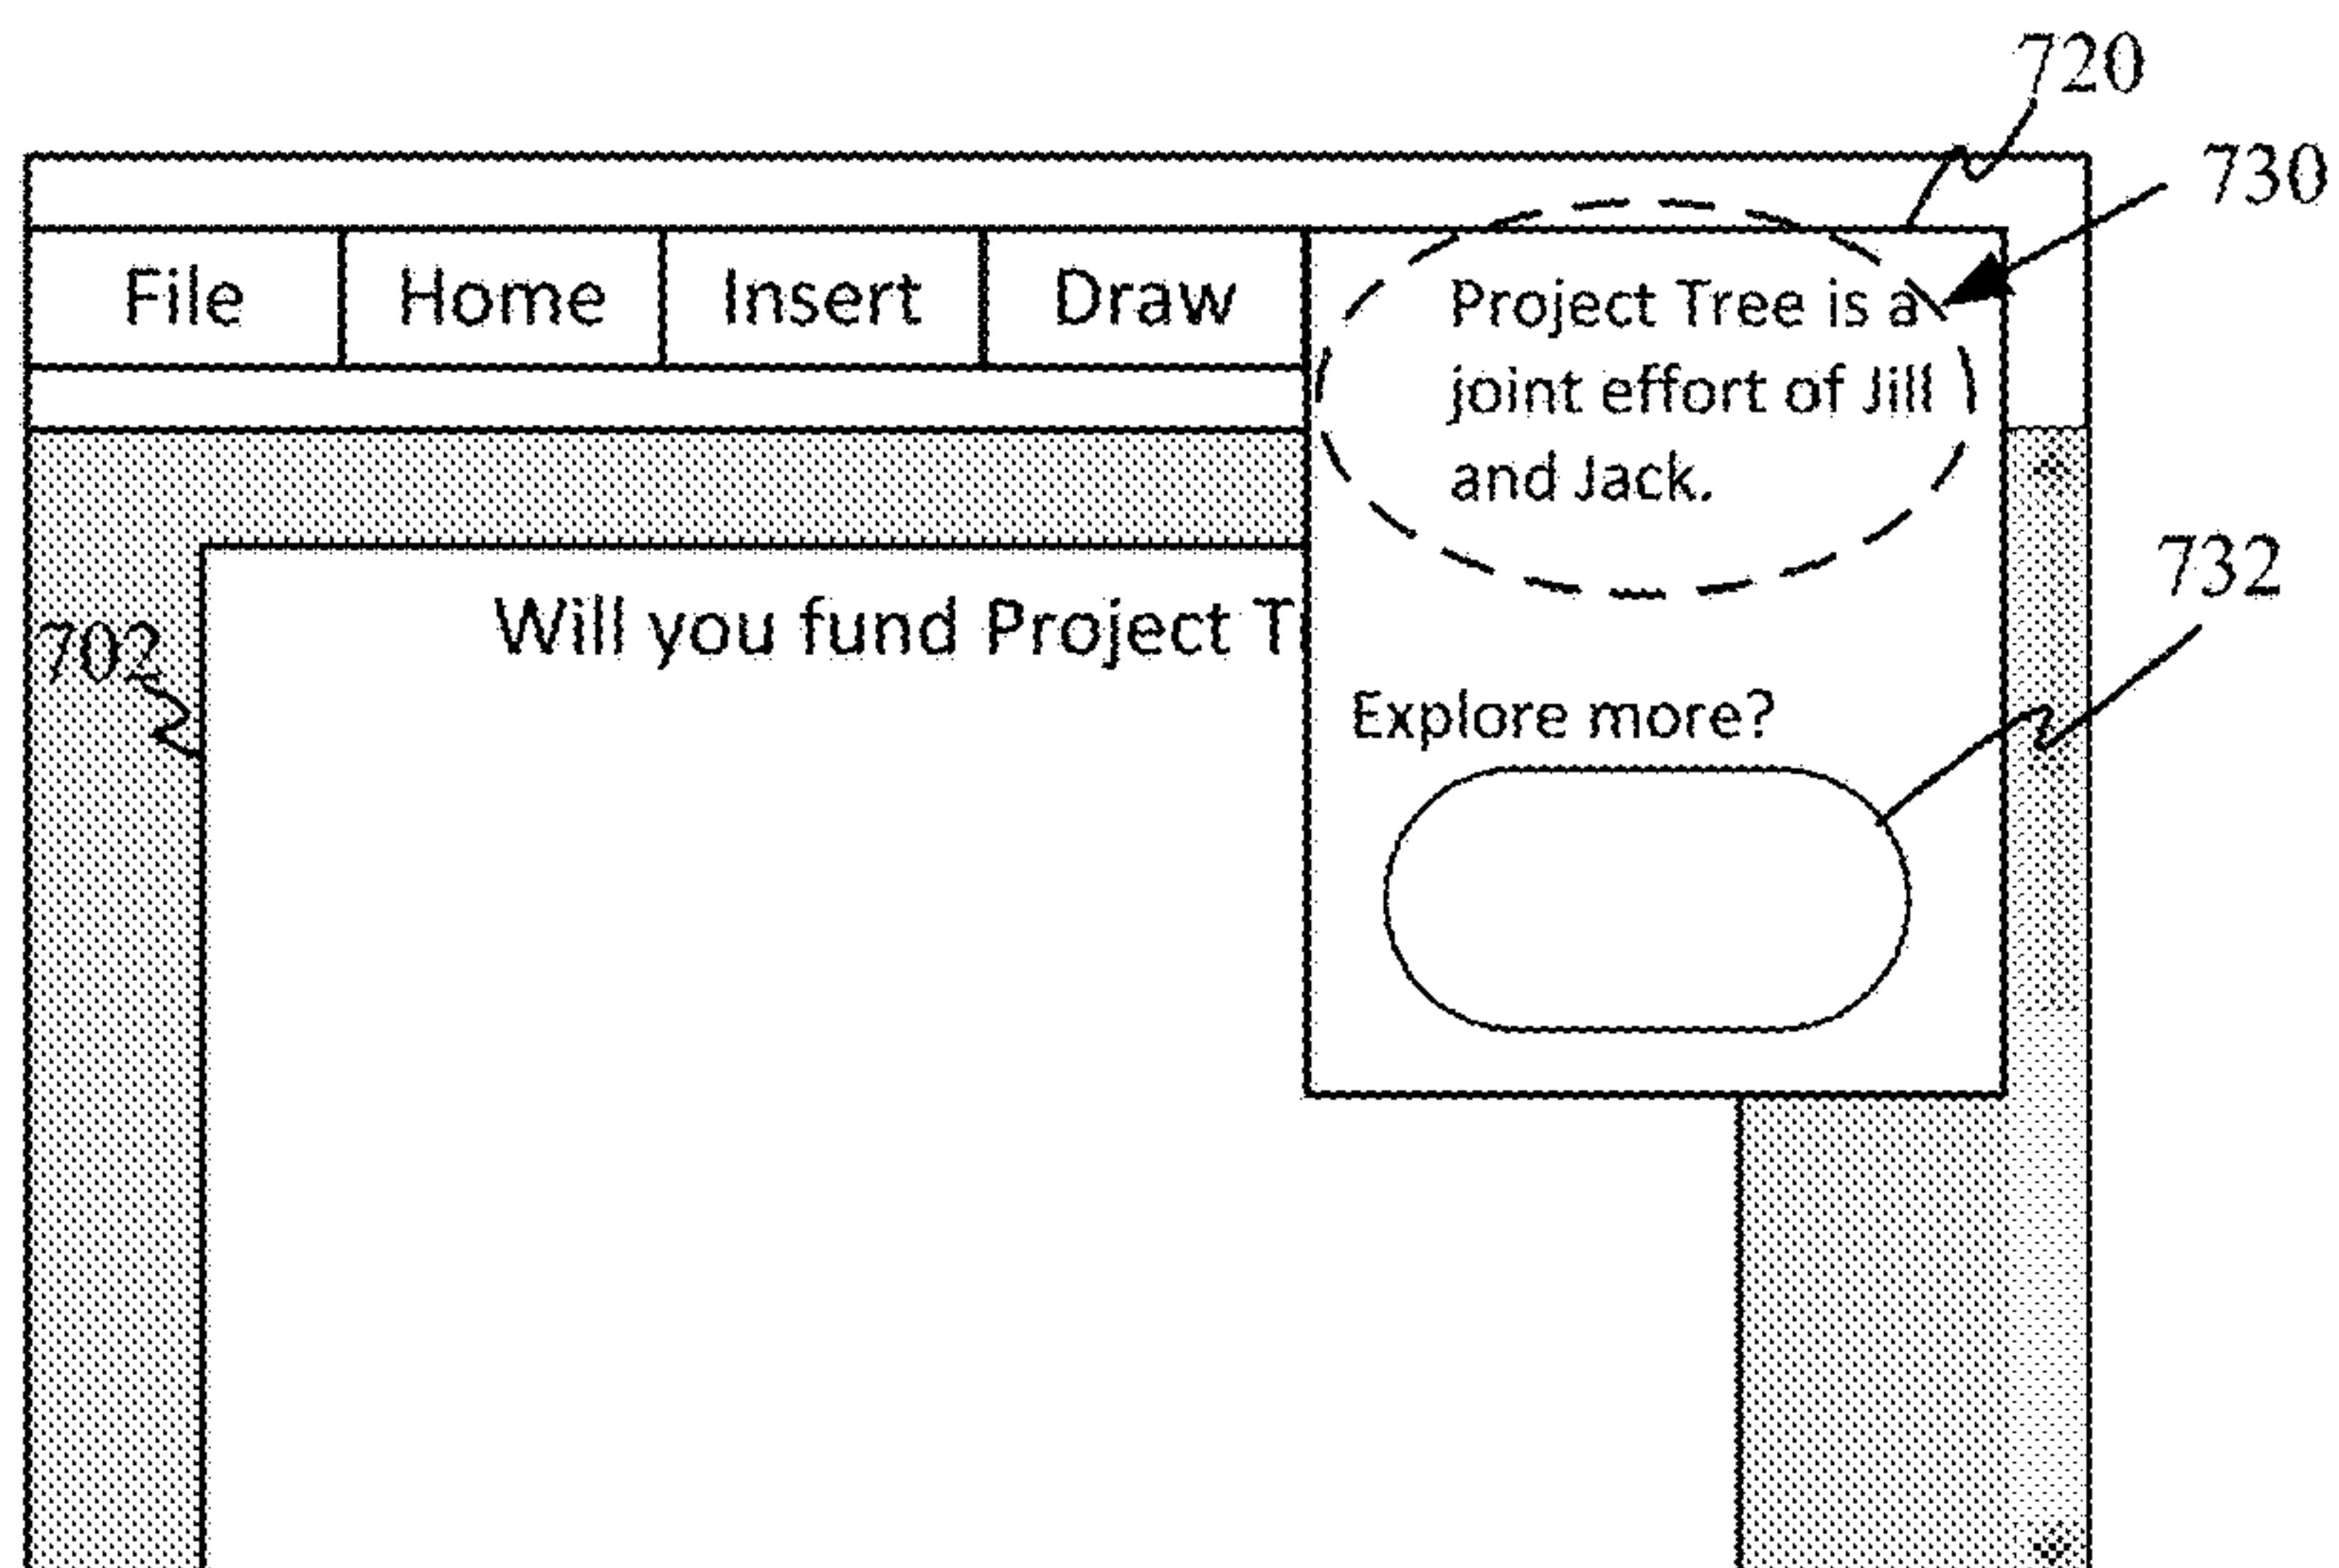 720
730
File Home Insert Draw
Project Tree is a
joint effort of Jill
and Jack.
732
Will you fund Project T
702
Explore more?